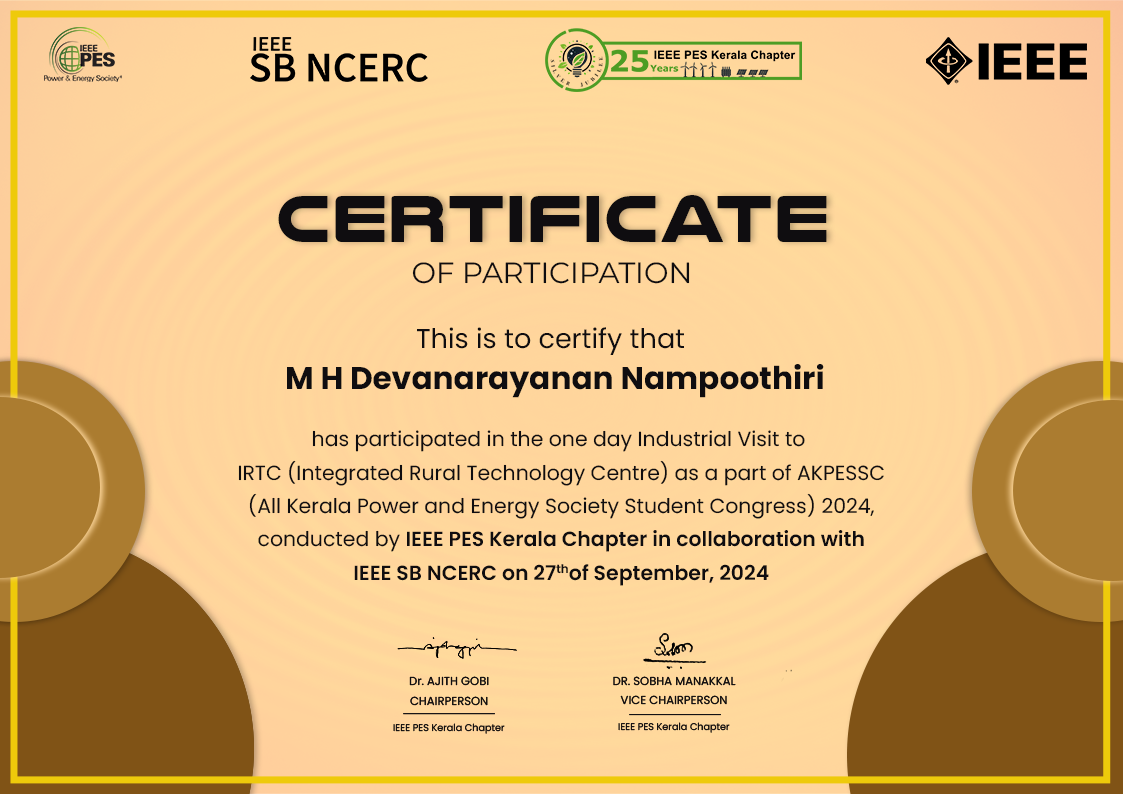 IEEE PES
Power & Energy Society®
IEEE
SB NCERC
SILVER JUBILEE
25 Years
IEEE PES Kerala Chapter
IEEE
CERTIFICATE
OF PARTICIPATION
This is to certify that
M H Devanarayanan Nampoothiri
has participated in the one day Industrial Visit to
IRTC (Integrated Rural Technology Centre) as a part of AKPESSC
(All Kerala Power and Energy Society Student Congress) 2024,
conducted by IEEE PES Kerala Chapter in collaboration with
IEEE SB NCERC on 27thof September, 2024
Dr. AJITH GOBI
CHAIRPERSON
IEEE PES Kerala Chapter
DR. SOBHA MANAKKAL
VICE CHAIRPERSON
IEEE PES Kerala Chapter